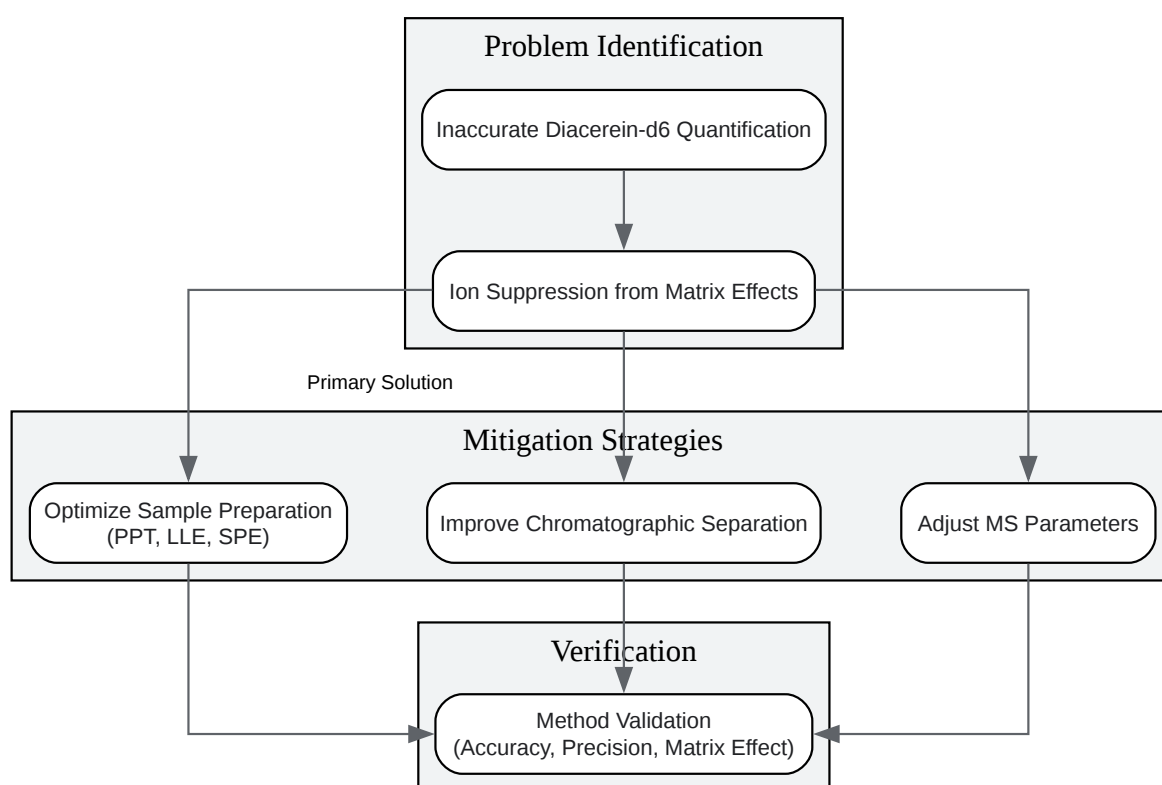 Problem Identification
Inaccurate Diacerein-d6 Quantification
Ion Suppression from Matrix Effects
Primary Solution
Mitigation Strategies
Optimize Sample Preparation
(PPT, LLE, SPE)
Improve Chromatographic Separation
Adjust MS Parameters
Verification
Method Validation
(Accuracy, Precision, Matrix Effect)